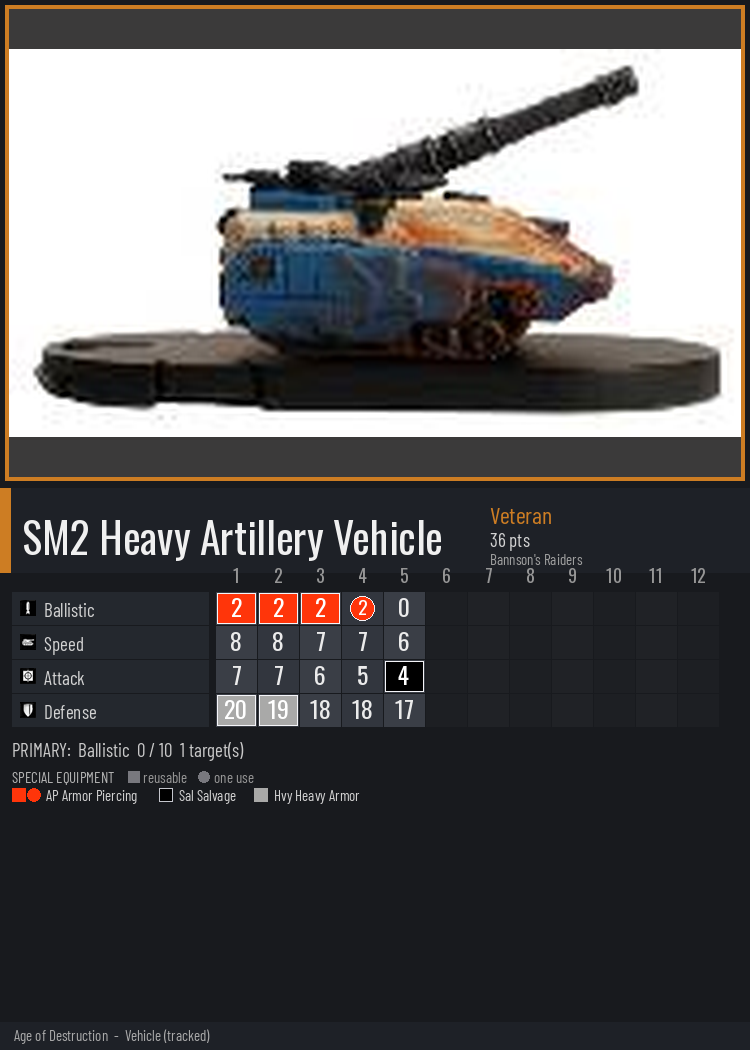 SM2 Heavy Artillery Vehicle
Veteran
36 pts
Bannson's Raiders
1 2 3 4 5 6 7 8 9 10 11 12
Ballistic 2 2 2 2 0
Speed 8 8 7 7 6
Attack 7 7 6 5 4
Defense 20 19 18 18 17
PRIMARY: Ballistic 0 / 10 1 target(s)
SPECIAL EQUIPMENT reusable one use
AP Armor Piercing Sal Salvage Hvy Heavy Armor
Age of Destruction - Vehicle (tracked)